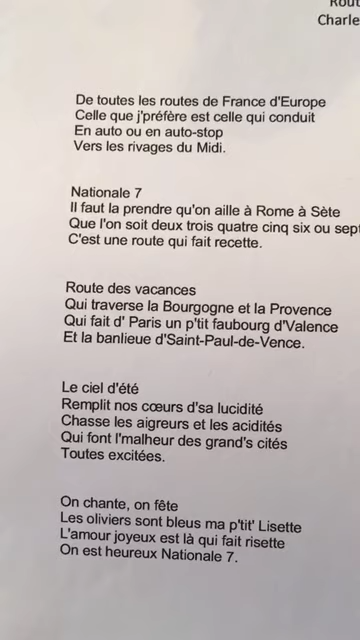 Charle
De toutes les routes de France d'Europe
Celle que j'préfère est celle qui conduit
En auto ou en auto-stop
Vers les rivages du Midi.
Nationale 7
Il faut la prendre qu'on aille à Rome à Sète
Que l'on soit deux trois quatre cinq six ou sept
C'est une route qui fait recette.
Route des vacances
Qui traverse la Bourgogne et la Provence
Qui fait d' Paris un p'tit faubourg d'Valence
Et la banlieue d'Saint-Paul-de-Vence.
Le ciel d'été
Remplit nos cœurs d'sa lucidité
Chasse les aigreurs et les acidités
Qui font l'malheur des grand's cités
Toutes excitées.
On chante, on fête
Les oliviers sont bleus ma p'tit' Lisette
L'amour joyeux est là qui fait risette
On est heureux Nationale 7.